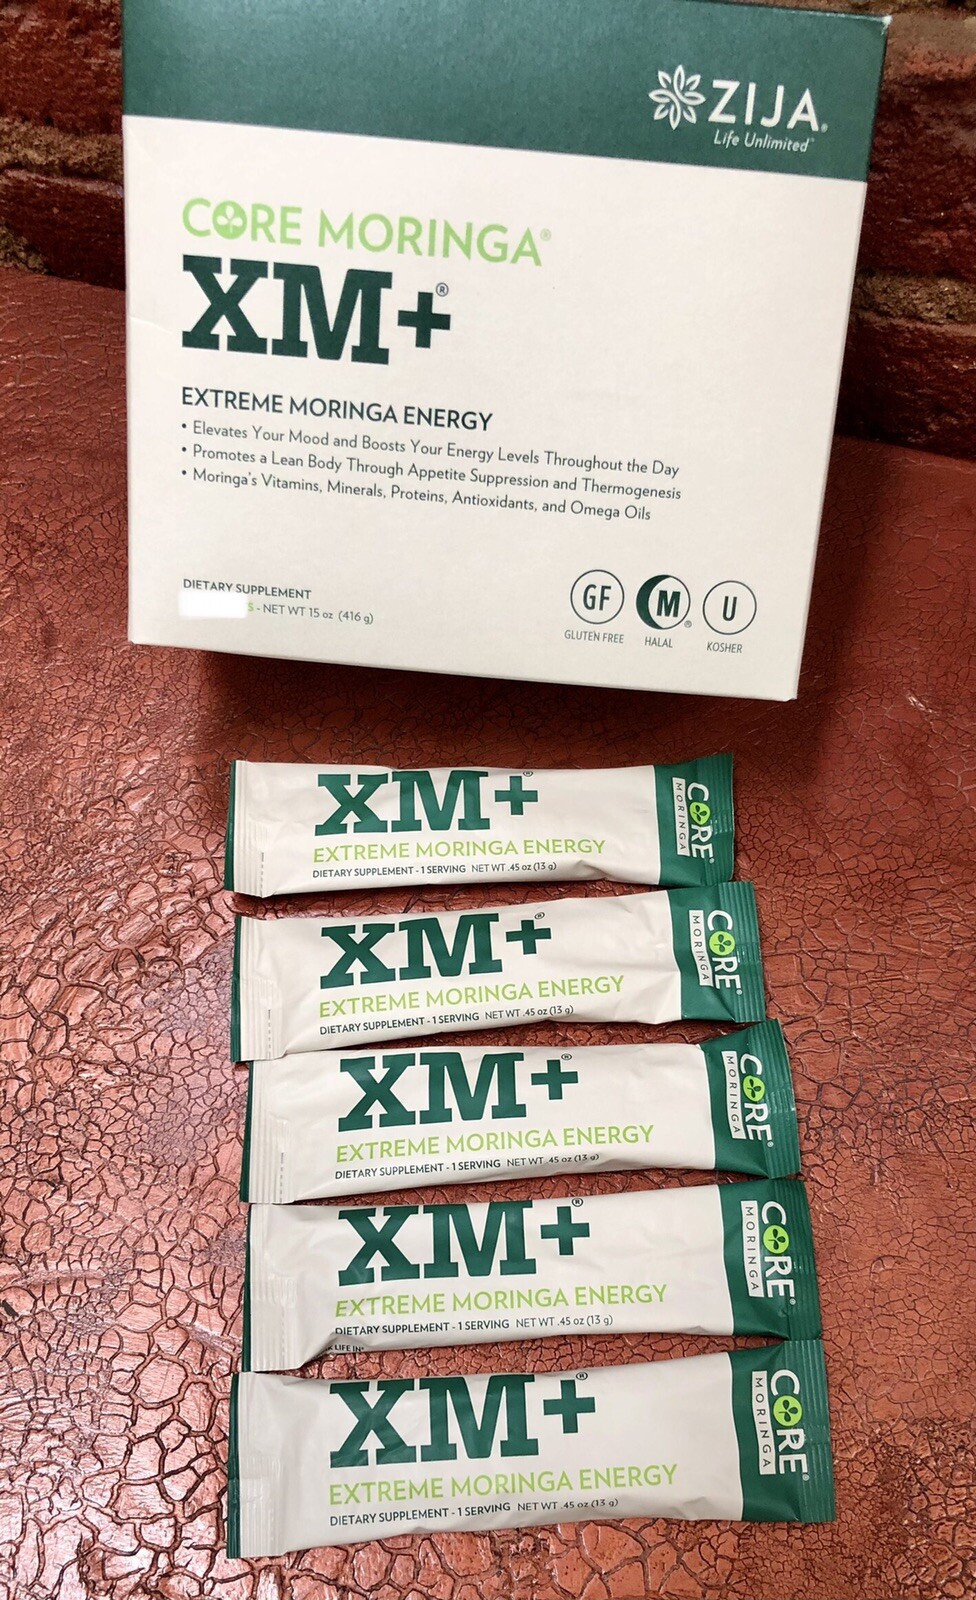 ZIJA®
Life Unlimited™
CORE MORINGA®
XM+®
EXTREME MORINGA ENERGY
• Elevates Your Mood and Boosts Your Energy Levels Throughout the Day
• Promotes a Lean Body Through Appetite Suppression and Thermogenesis
• Moringa's Vitamins, Minerals, Proteins, Antioxidants, and Omega Oils
DIETARY SUPPLEMENT
S - NET WT 15 oz (416 g)
GF
GLUTEN FREE
M®
HALAL
U
KOSHER
XM+®
EXTREME MORINGA ENERGY
DIETARY SUPPLEMENT - 1 SERVING NET WT .45 oz (13 g)
CORE®
MORINGA
XM+®
EXTREME MORINGA ENERGY
DIETARY SUPPLEMENT - 1 SERVING NET WT .45 oz (13 g)
CORE®
MORINGA
XM+®
EXTREME MORINGA ENERGY
DIETARY SUPPLEMENT - 1 SERVING NET WT .45 oz (13 g)
CORE®
MORINGA
XM+®
EXTREME MORINGA ENERGY
DIETARY SUPPLEMENT - 1 SERVING NET WT .45 oz (13 g)
LIFE IN
CORE®
MORINGA
XM+®
EXTREME MORINGA ENERGY
DIETARY SUPPLEMENT - 1 SERVING NET WT .45 oz (13 g)
CORE®
MORINGA